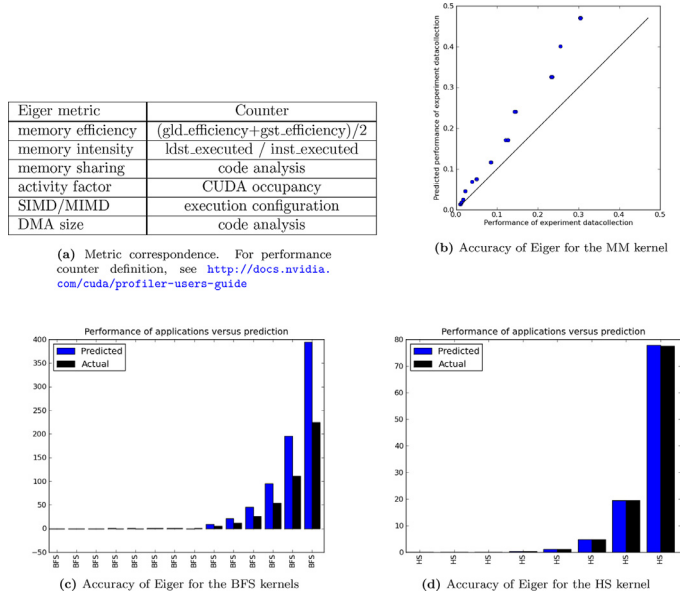 Eiger metric Counter
memory efficiency (gld_efficiency+gst_efficiency)/2
memory intensity ldst_executed / inst_executed
memory sharing code analysis
activity factor CUDA occupancy
SIMD/MIMD execution configuration
DMA size code analysis
(a) Metric correspondence. For performance
counter definition, see http://docs.nvidia.
com/cuda/profiler-users-guide
0.5
0.4
0.3
0.2
0.1
0.0
Predicted performance of experiment datacollection
0.0 0.1 0.2 0.3 0.4 0.5
Performance of experiment datacollection
(b) Accuracy of Eiger for the MM kernel
Performance of applications versus prediction
Predicted
Actual
400
350
300
250
200
150
100
50
0
−50
BFS BFS BFS BFS BFS BFS BFS BFS BFS BFS BFS BFS BFS BFS
(c) Accuracy of Eiger for the BFS kernels
Performance of applications versus prediction
Predicted
Actual
80
70
60
50
40
30
20
10
0
HS HS HS HS HS HS HS HS
(d) Accuracy of Eiger for the HS kernel